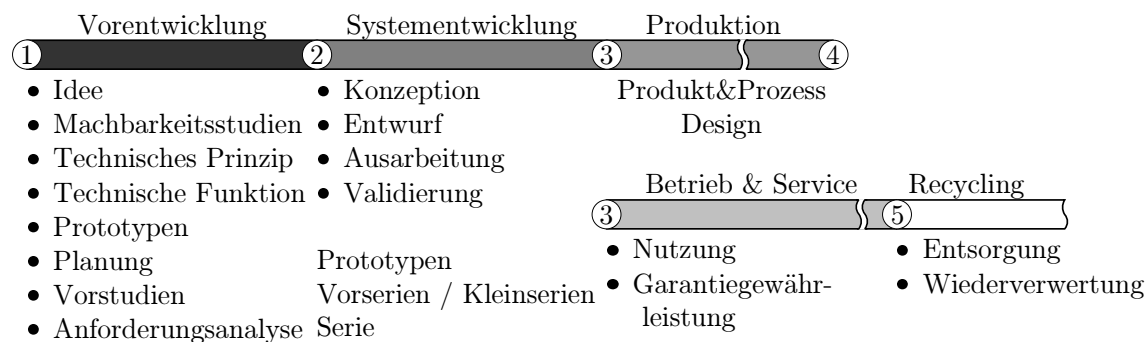 Vorentwicklung
Systementwicklung
Produktion
1
2
3
4
• Idee
• Machbarkeitsstudien
• Technisches Prinzip
• Technische Funktion
• Prototypen
• Planung
• Vorstudien
• Anforderungsanalyse
• Konzeption
• Entwurf
• Ausarbeitung
• Validierung
Prototypen
Vorserien / Kleinserien
Serie
Produkt&Prozess
Design
Betrieb & Service
Recycling
3
5
• Nutzung
• Garantiegewähr-
leistung
• Entsorgung
• Wiederverwertung